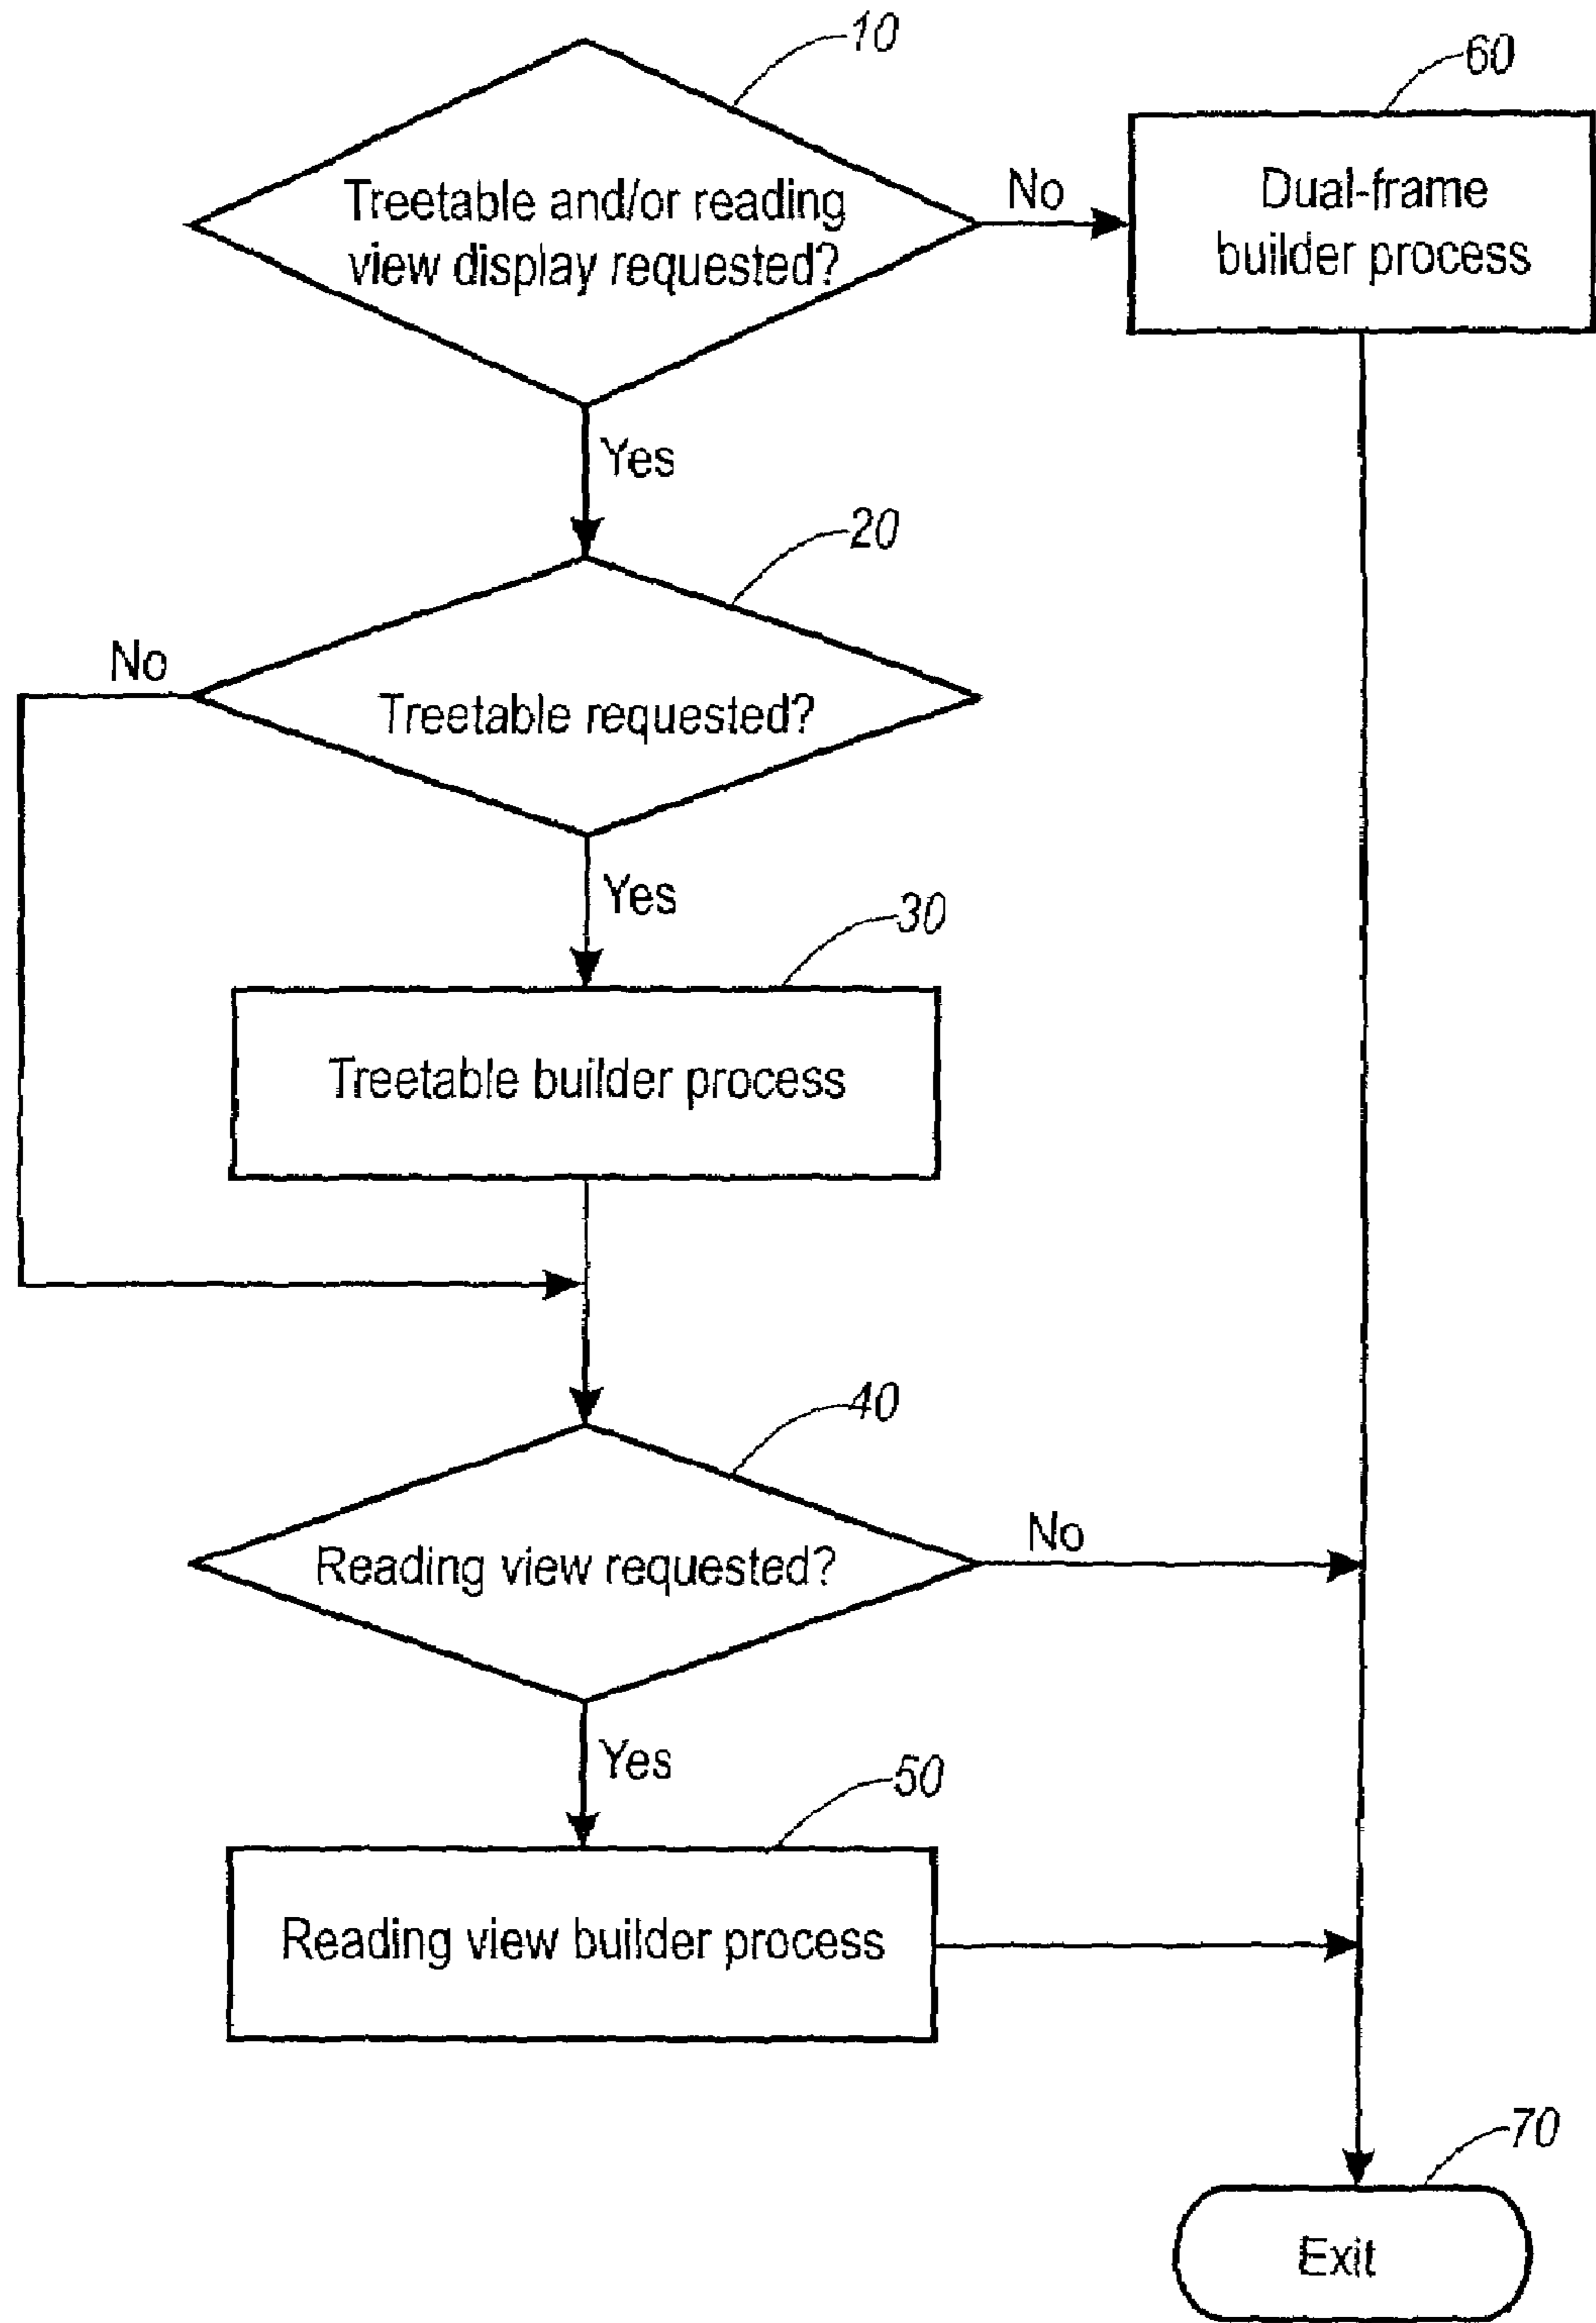 10
60
Treetable and/or reading
view display requested?
No
Dual-frame
builder process
Yes
20
No
Treetable requested?
Yes
30
Treetable builder process
40
Reading view requested?
No
Yes
50
Reading view builder process
70
Exit